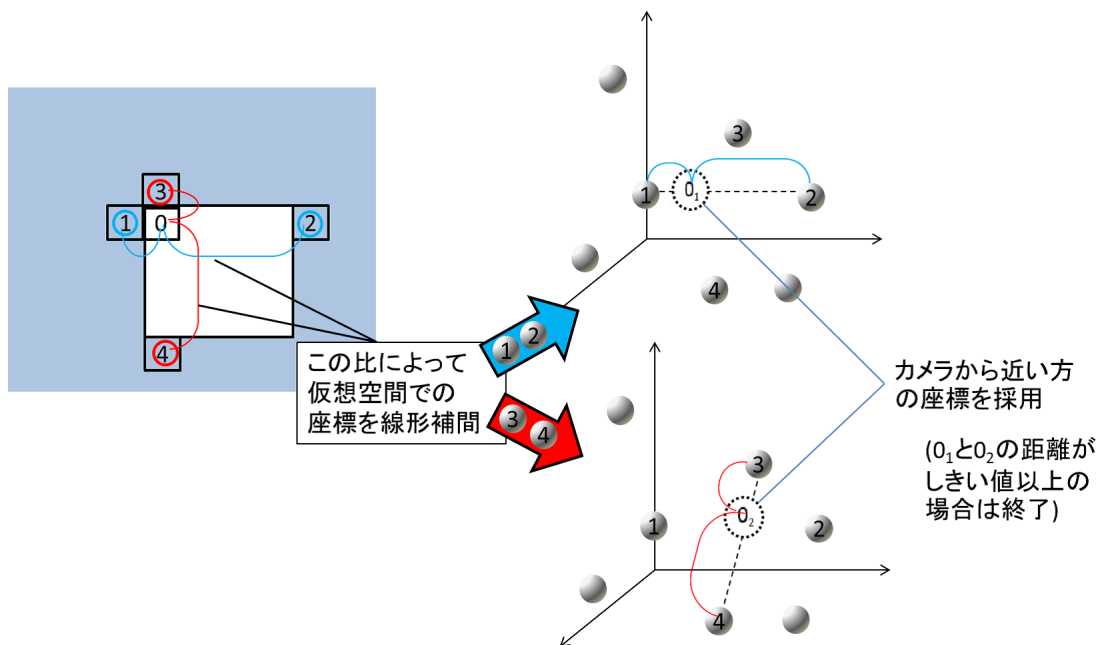 3
1
0
2
4
この比によって
仮想空間での
座標を線形補間
1
2
3
4
3
1
0₁
2
4
3
0₂
1
2
4
カメラから近い方
の座標を採用
(0₁と0₂の距離が
しきい値以上の
場合は終了)